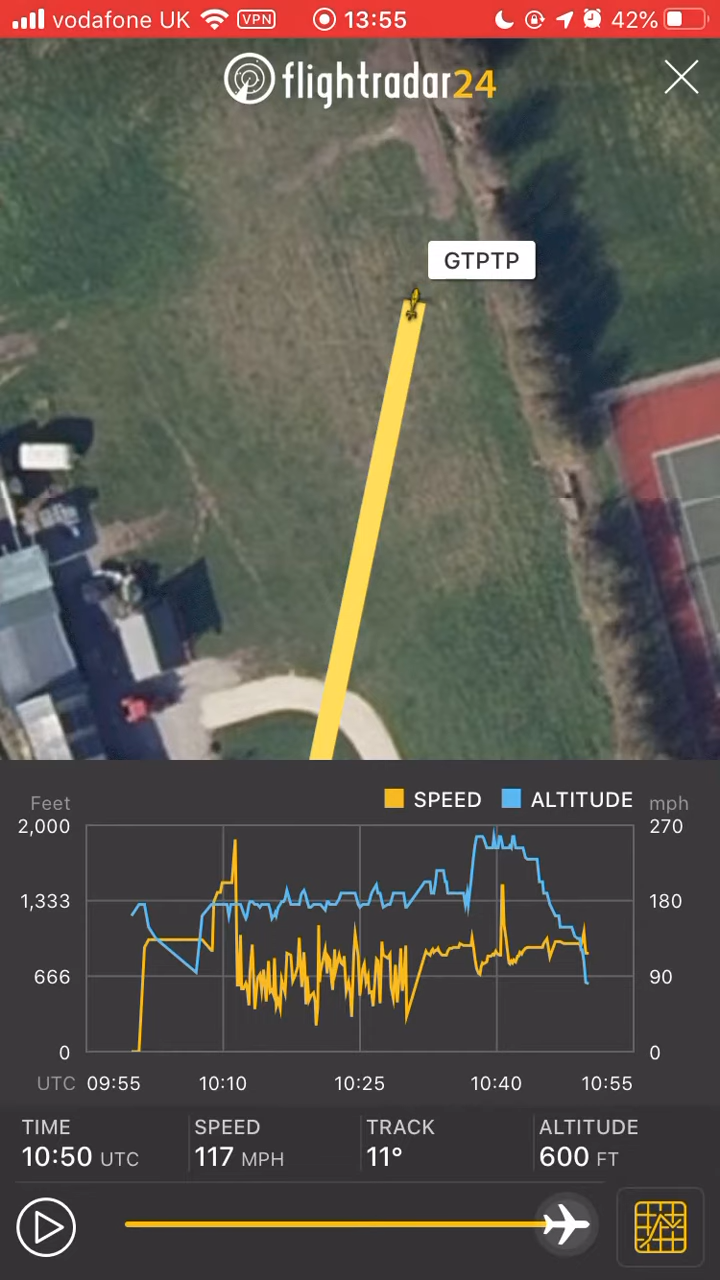 vodafone UK VPN 13:55 42%
flightradar24
GTPTP
Feet SPEED ALTITUDE mph
2,000 270
1,333 180
666 90
0 0
UTC 09:55 10:10 10:25 10:40 10:55
TIME SPEED TRACK ALTITUDE
10:50 UTC 117 MPH 11° 600 FT